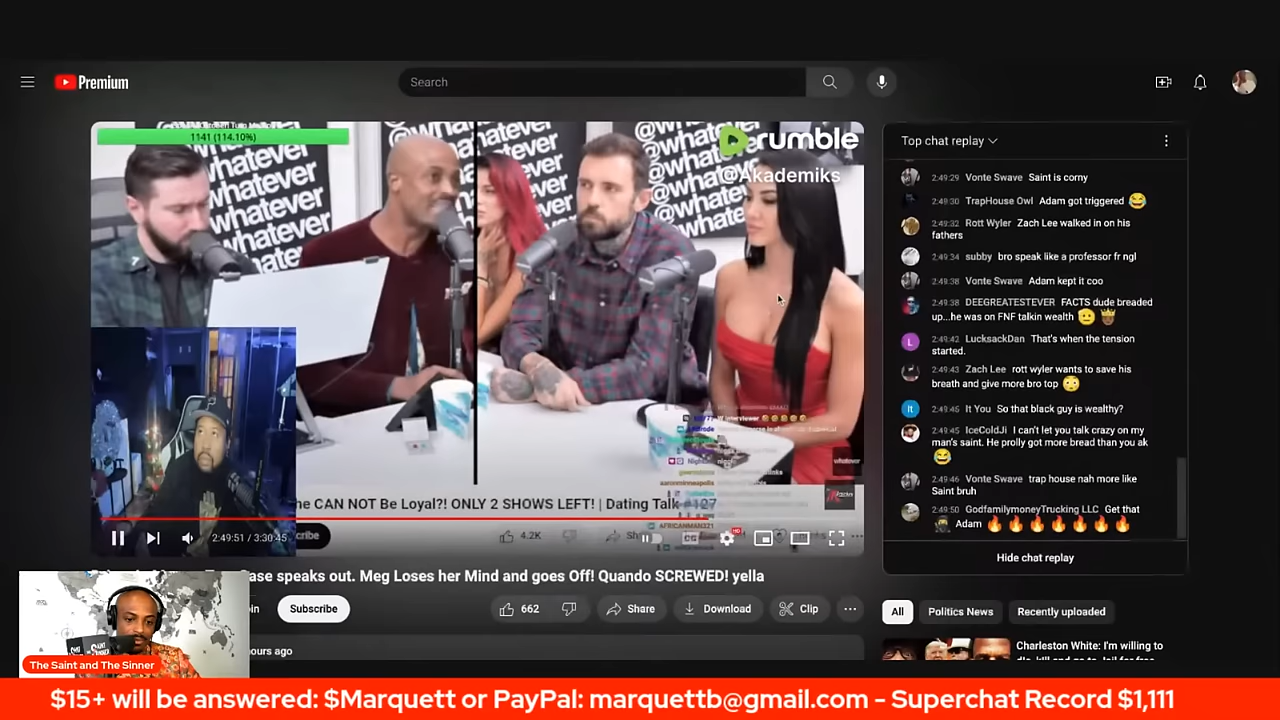 Premium
Search
1141 (114.10%)
@whatever
whatever
whatever
whatever
whatever
rumble
@Akademiks
he CAN NOT Be Loyal?! ONLY 2 SHOWS LEFT! | Dating Talk #127
4.2K
2:49:51 / 3:30:45
Case speaks out. Meg Loses her Mind and goes Off! Quando SCREWED! yella
Subscribe
662
Share
Download
Clip
ours ago
Top chat replay
2:49:29 Vonte Swave Saint is corny
2:49:30 TrapHouse Owl Adam got triggered 😂
2:49:32 Rott Wyler Zach Lee walked in on his
fathers
2:49:34 subby bro speak like a professor fr ngl
2:49:36 Vonte Swave Adam kept it coo
2:49:38 DEEGREATESTEVER FACTS dude breaded
up...he was on FNF talkin wealth
2:49:42 LucksackDan That's when the tension
started.
2:49:43 Zach Lee rott wyler wants to save his
breath and give more bro top 😳
2:49:45 It You So that black guy is wealthy?
2:49:45 IceColdJi I can't let you talk crazy on my
man's saint. He prolly got more bread than you ak
😂
2:49:46 Vonte Swave trap house nah more like
Saint bruh
2:49:50 GodfamilymoneyTrucking LLC Get that
Adam 🔥🔥🔥🔥🔥🔥🔥
Hide chat replay
All
Politics News
Recently uploaded
Charleston White: I'm willing to
The Saint and The Sinner
$15+ will be answered: $Marquett or PayPal: marquettb@gmail.com - Superchat Record $1,111